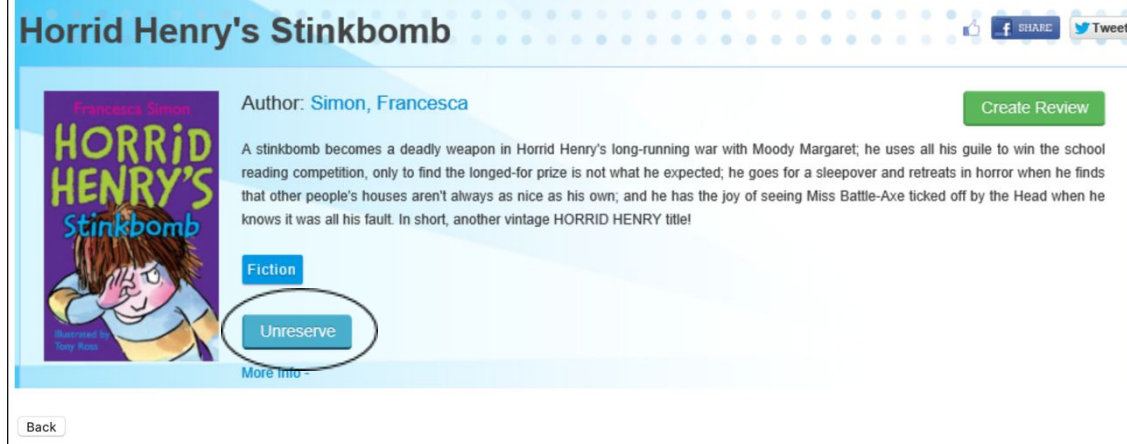 Horrid Henry's Stinkbomb
SHARE
Tweet
Francesca Simon
HORRiD
HENRY'S
Stinkbomb
Illustrated by
Tony Ross
Author: Simon, Francesca
Create Review
A stinkbomb becomes a deadly weapon in Horrid Henry's long-running war with Moody Margaret; he uses all his guile to win the school
reading competition, only to find the longed-for prize is not what he expected; he goes for a sleepover and retreats in horror when he finds
that other people's houses aren't always as nice as his own; and he has the joy of seeing Miss Battle-Axe ticked off by the Head when he
knows it was all his fault. In short, another vintage HORRID HENRY title!
Fiction
Unreserve
More Info -
Back